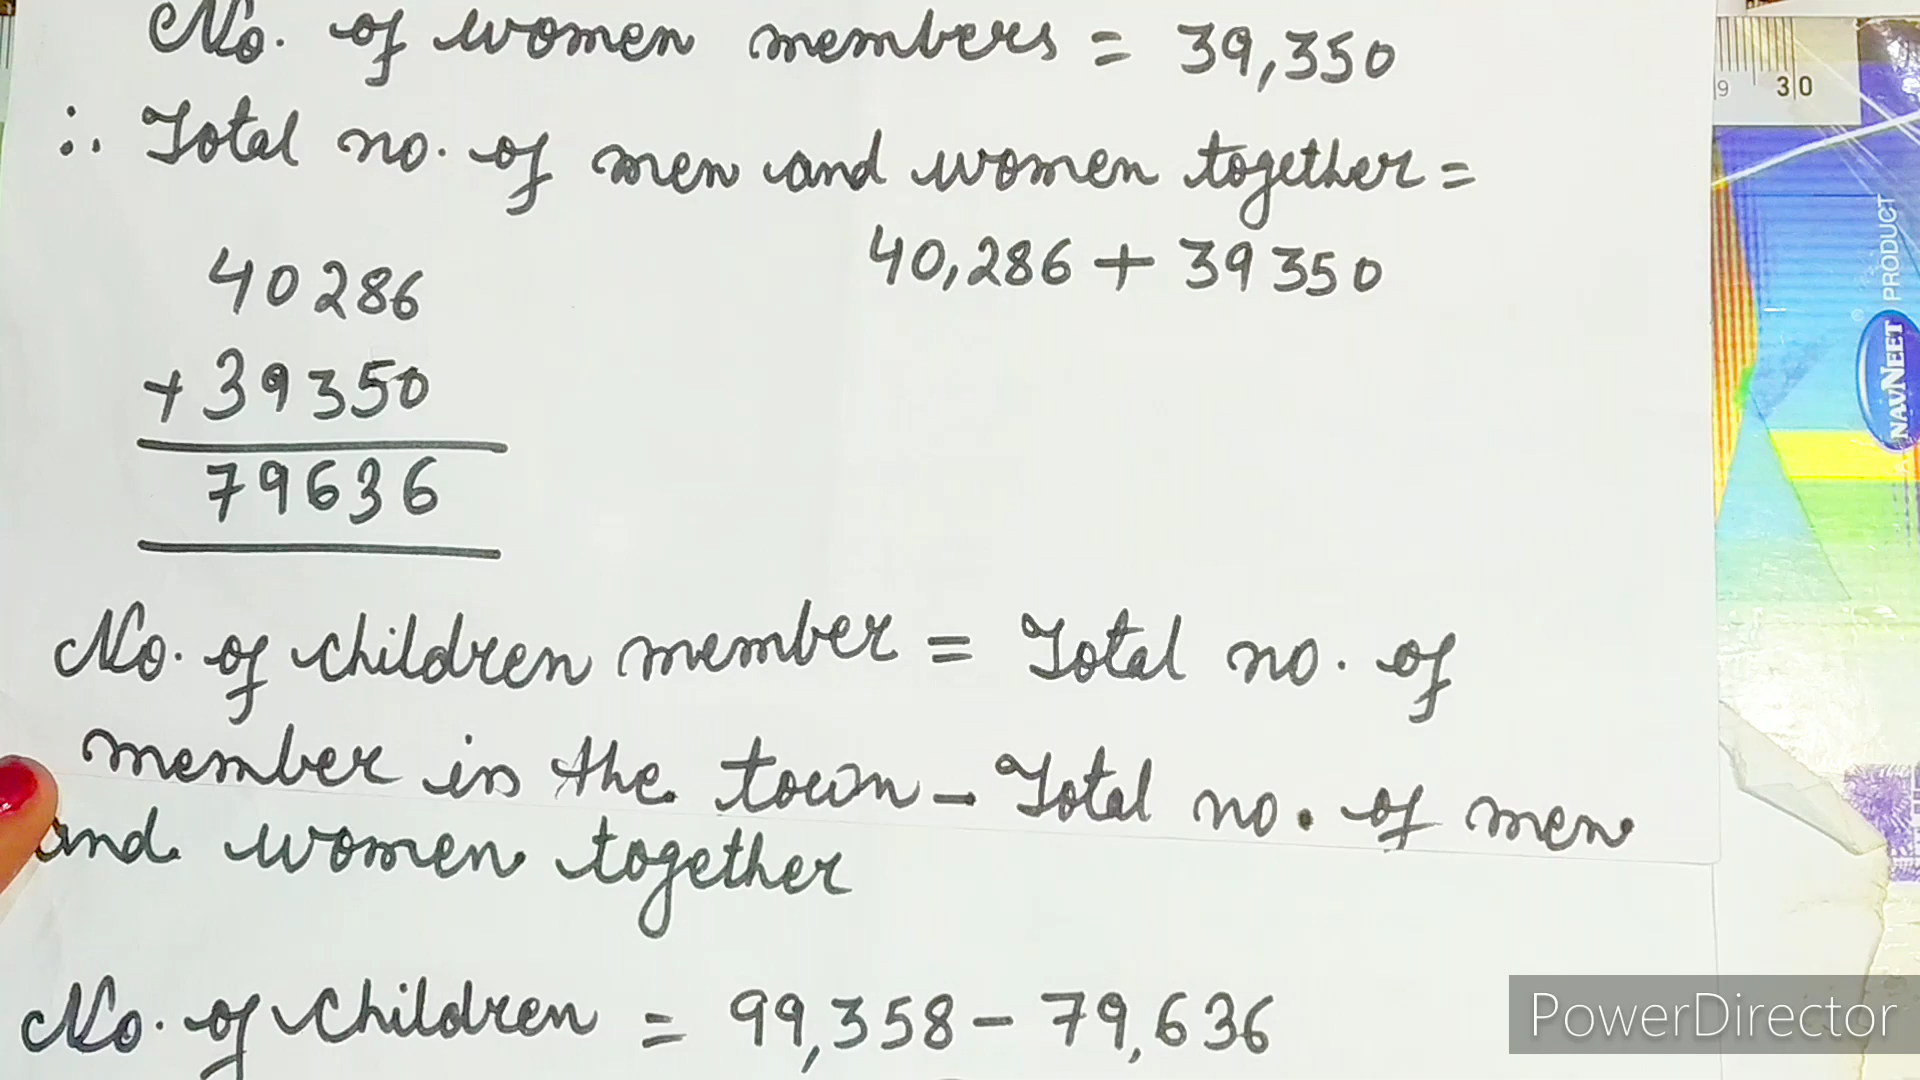 No. of women members = 39,350
∴ Total no. of men and women together =
40,286 + 39350
40286
+ 39350
79636
No. of children member = Total no. of
member in the town - Total no. of men
and women together
No. of children = 99,358 - 79,636
9 30
NAVNEET PRODUCT
PowerDirector